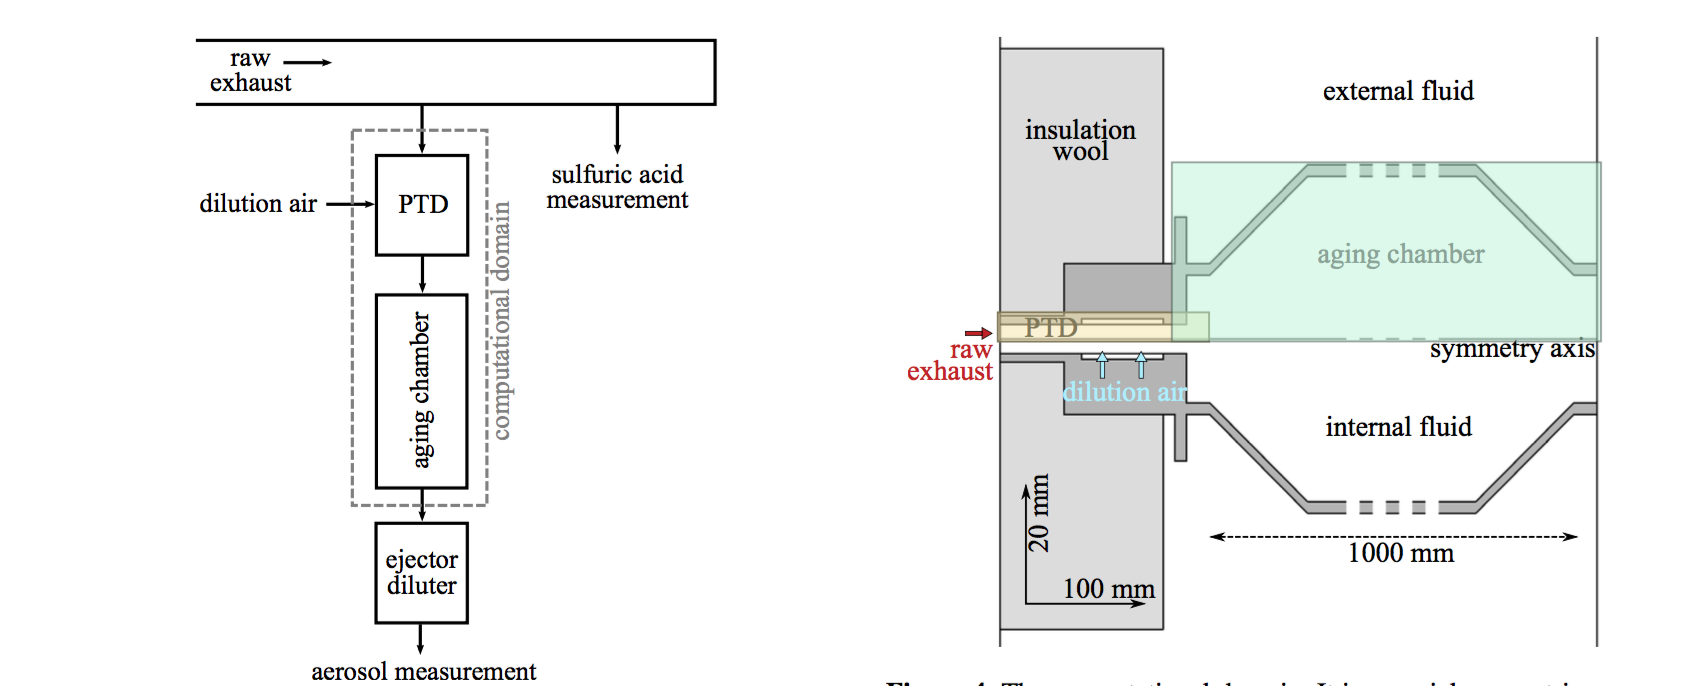 raw
exhaust
dilution air
PTD
sulfuric acid
measurement
computational domain
aging chamber
ejector
diluter
aerosol measurement
external fluid
insulation
wool
aging chamber
PTD
raw
exhaust
symmetry axis
dilution air
internal fluid
20 mm
100 mm
1000 mm